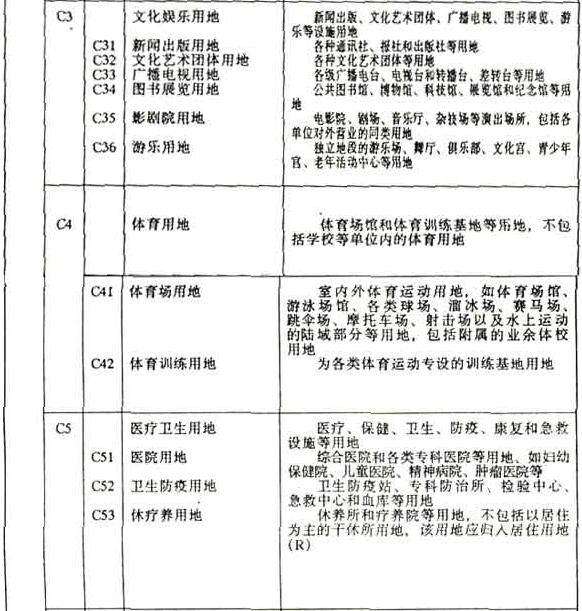 C3 文化娱乐用地 新闻出版、文化艺术团体、广播电视、图书展览、游
乐等设施用地
C31 新闻出版用地 各种通讯社、报社和出版社等用地
C32 文化艺术团体用地 各种文化艺术团体等用地
C33 广播电视用地 各级广播电台、电视台和转播台、差转台等用地
C34 图书展览用地 公共图书馆、博物馆、科技馆、展览馆和纪念馆等用
地
C35 影剧院用地 电影院、剧场、音乐厅、杂技场等演出场所，包括各
单位对外营业的同类用地
C36 游乐用地 独立地段的游乐场、舞厅、俱乐部、文化宫、青少年
宫、老年活动中心等用地
C4 体育用地 体育场馆和体育训练基地等用地，不包
括学校等单位内的体育用地
C41 体育场用地 室内外体育运动用地，如体育场馆、
游泳场馆、各类球场、溜冰场、赛马场、
跳伞场、摩托车场、射击场以及水上运动
的陆域部分等用地，包括附属的业余体校
用地
C42 体育训练用地 为各类体育运动专设的训练基地用地
C5 医疗卫生用地 医疗、保健、卫生、防疫、康复和急救
设施等用地
C51 医院用地 综合医院和各类专科医院等用地、如妇幼
保健院、儿童医院、精神病院、肿瘤医院等
C52 卫生防疫用地 卫生防疫站、专科防治所、检验中心、
急救中心和血库等用地
C53 休疗养用地 休养所和疗养院等用地，不包括以居住
为主的干休所用地，该用地应归入居住用地
(R)